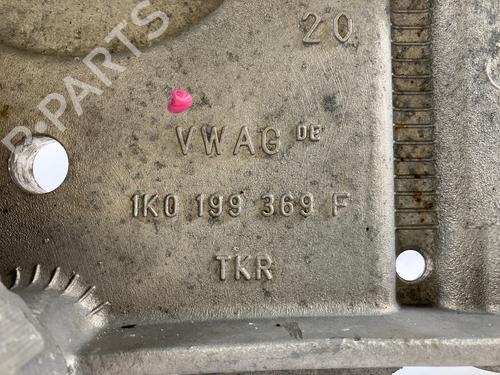 20
VWAG DE
1K0 199 369 F
TKR
B-PARTS